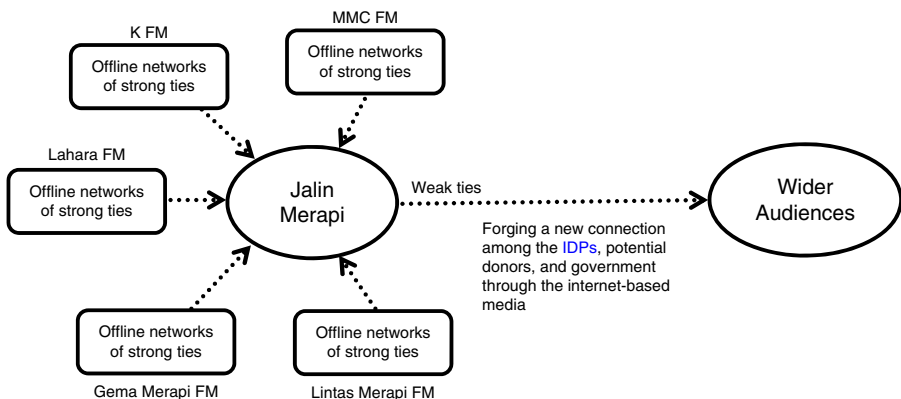 MMC FM
K FM
Offline networks
of strong ties
Offline networks
of strong ties
Lahara FM
Offline networks
of strong ties
Jalin
Merapi
Weak ties
Wider
Audiences
Forging a new connection
among the IDPs, potential
donors, and government
through the internet-based
media
Offline networks
of strong ties
Offline networks
of strong ties
Gema Merapi FM
Lintas Merapi FM